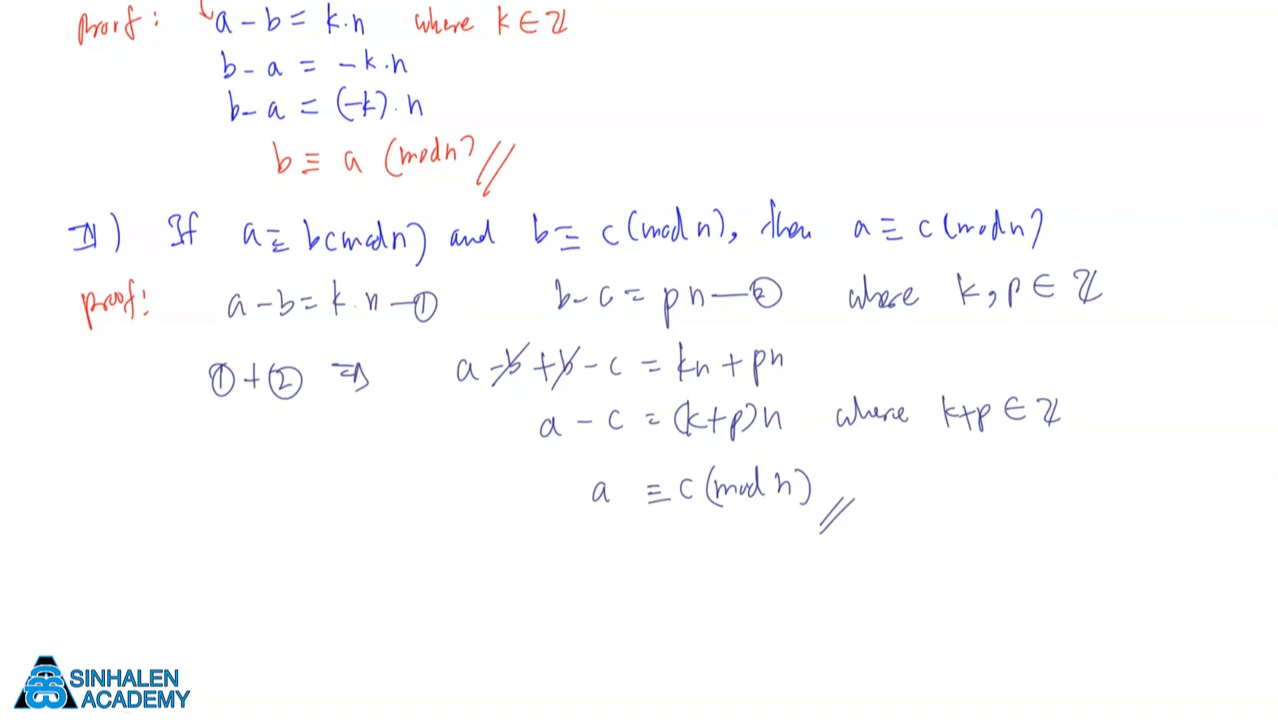 proof: a - b = k.n where k ∈ ℤ
b - a = -k.n
b - a = (-k).n
b ≡ a (mod n) //
II) If a ≡ b (mod n) and b ≡ c (mod n), then a ≡ c (mod n)
proof: a - b = k.n — ① b - c = pn — ② where k, p ∈ ℤ
① + ② ⇒ a - b + b - c = kn + pn
a - c = (k+p)n where k+p ∈ ℤ
a ≡ c (mod n) //
SINHALEN
ACADEMY